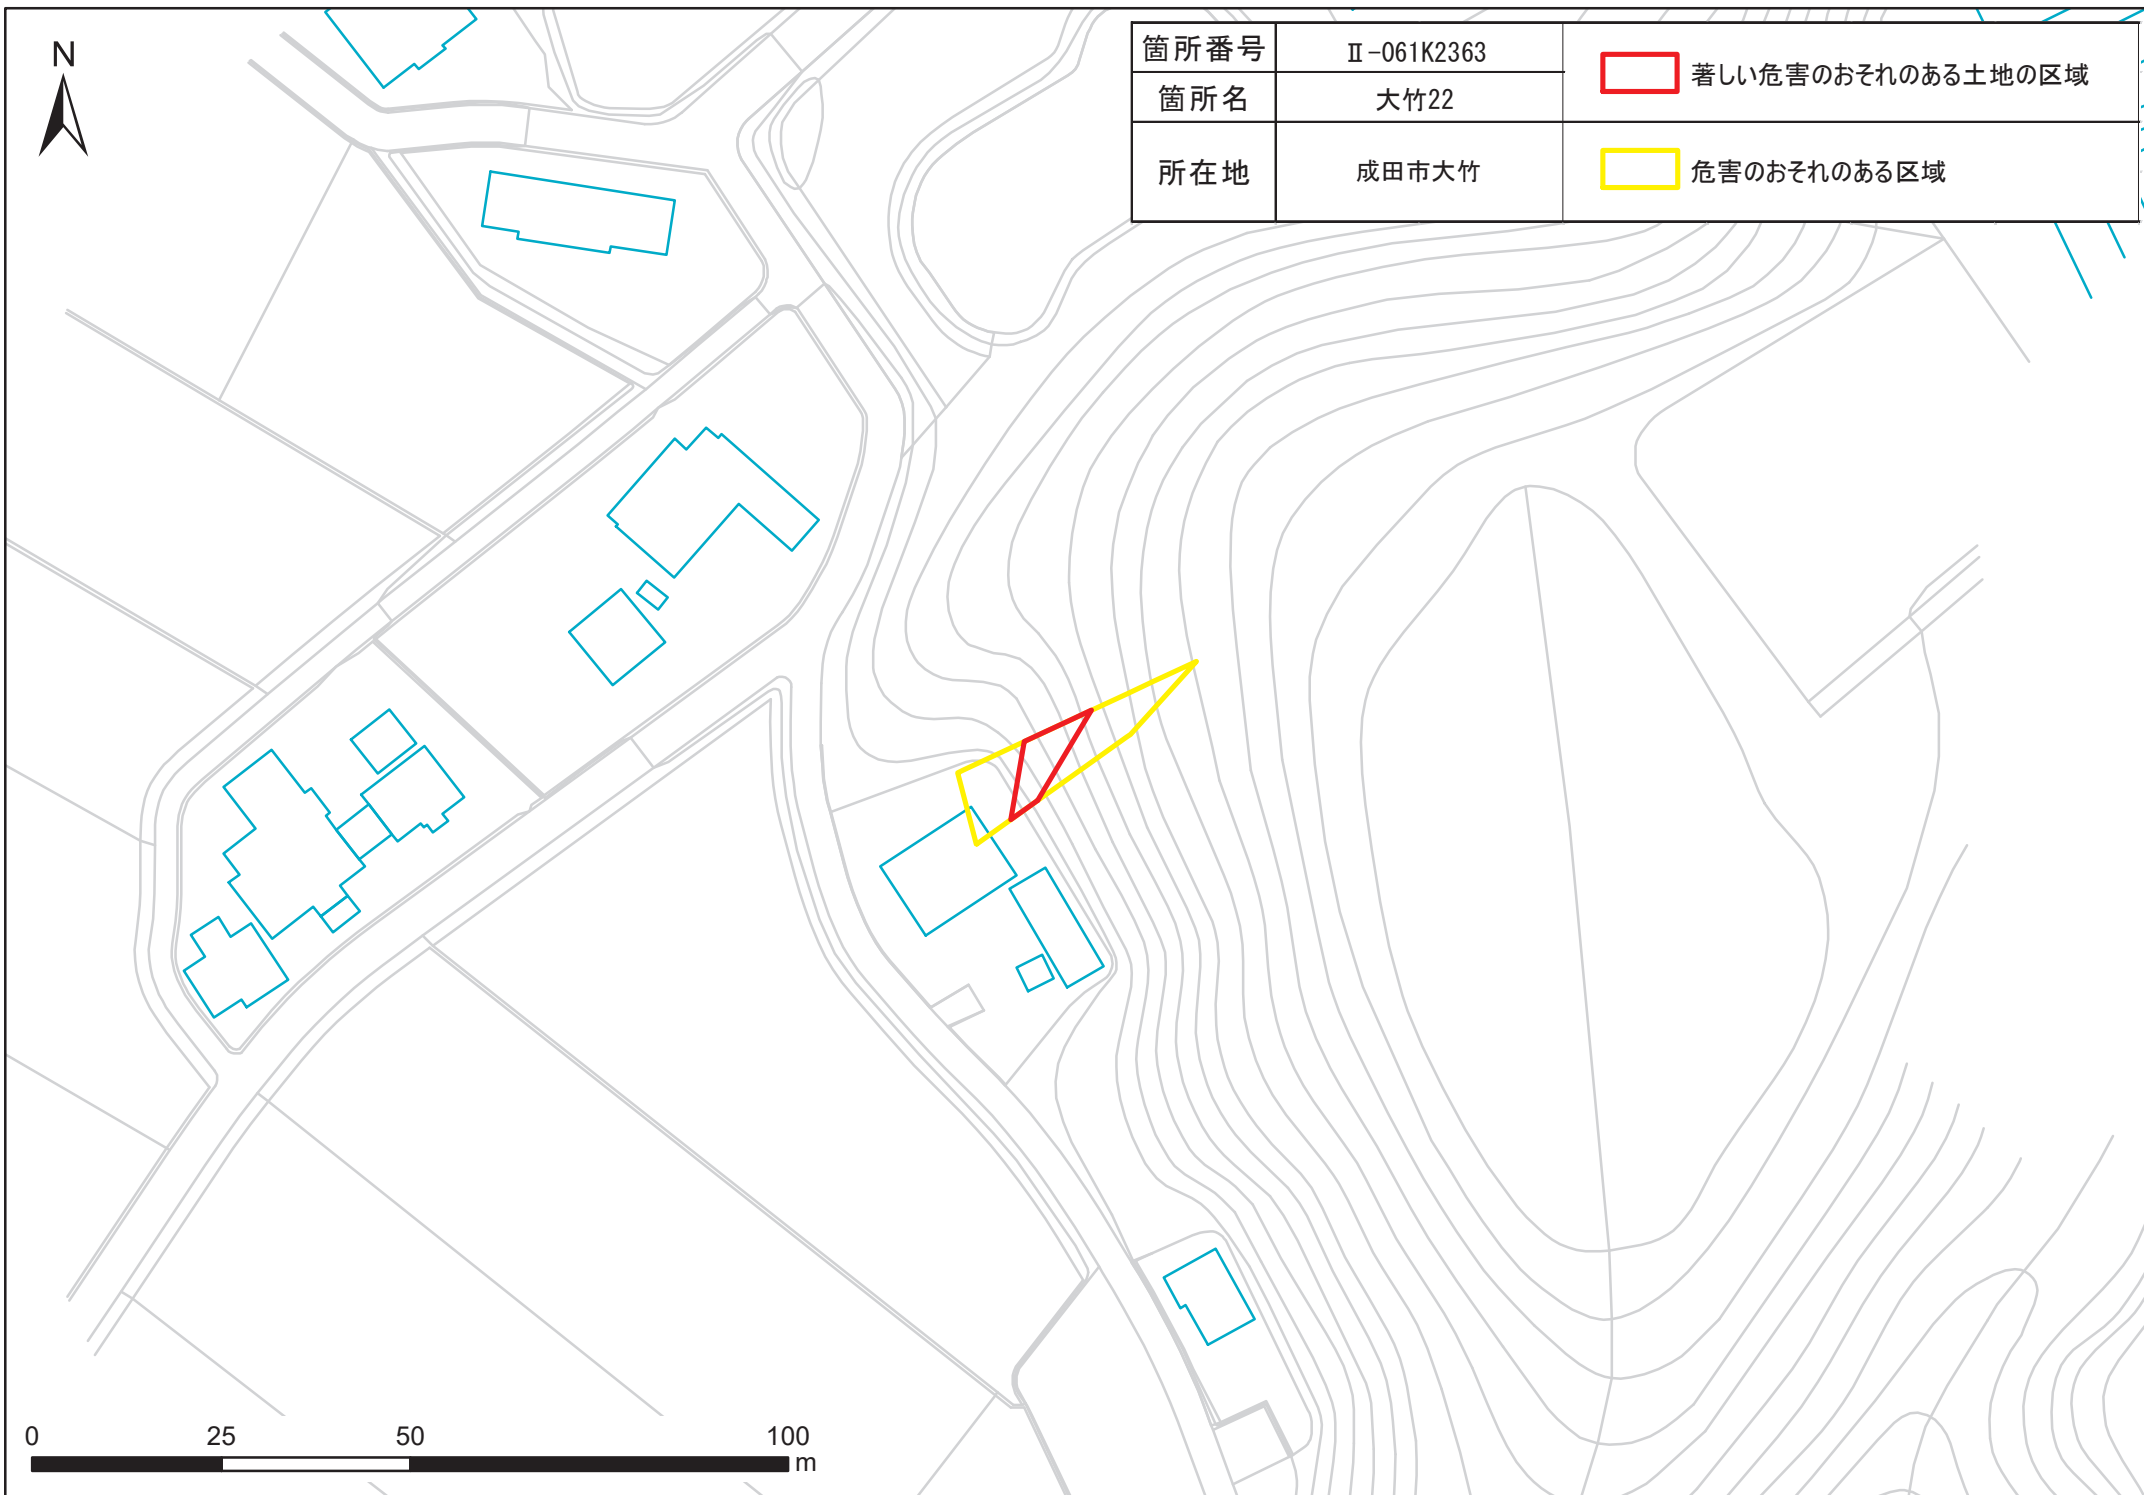 N
箇所番号 Ⅱ-061K2363
著しい危害のおそれのある土地の区域
箇所名 大竹22
所在地 成田市大竹
危害のおそれのある区域
0 25 50 100
m